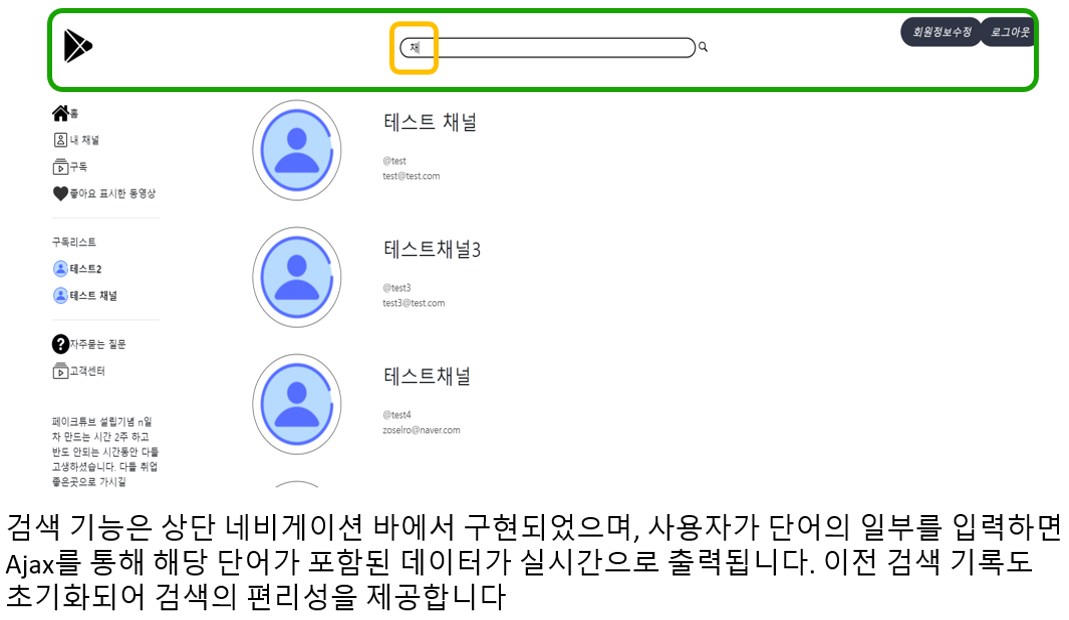 채
회원정보수정
로그아웃
홈
내 채널
구독
좋아요 표시한 동영상
구독리스트
테스트2
테스트 채널
자주묻는 질문
고객센터
페이크튜브 설립기념 n일
차 만드는 시간 2주 하고
반도 안되는 시간동안 다들
고생하셨습니다. 다들 취업
좋은곳으로 가시길
테스트 채널
@test
test@test.com
테스트채널3
@test3
test3@test.com
테스트채널
@test4
zoselro@naver.com
검색 기능은 상단 네비게이션 바에서 구현되었으며, 사용자가 단어의 일부를 입력하면
Ajax를 통해 해당 단어가 포함된 데이터가 실시간으로 출력됩니다. 이전 검색 기록도
초기화되어 검색의 편리성을 제공합니다